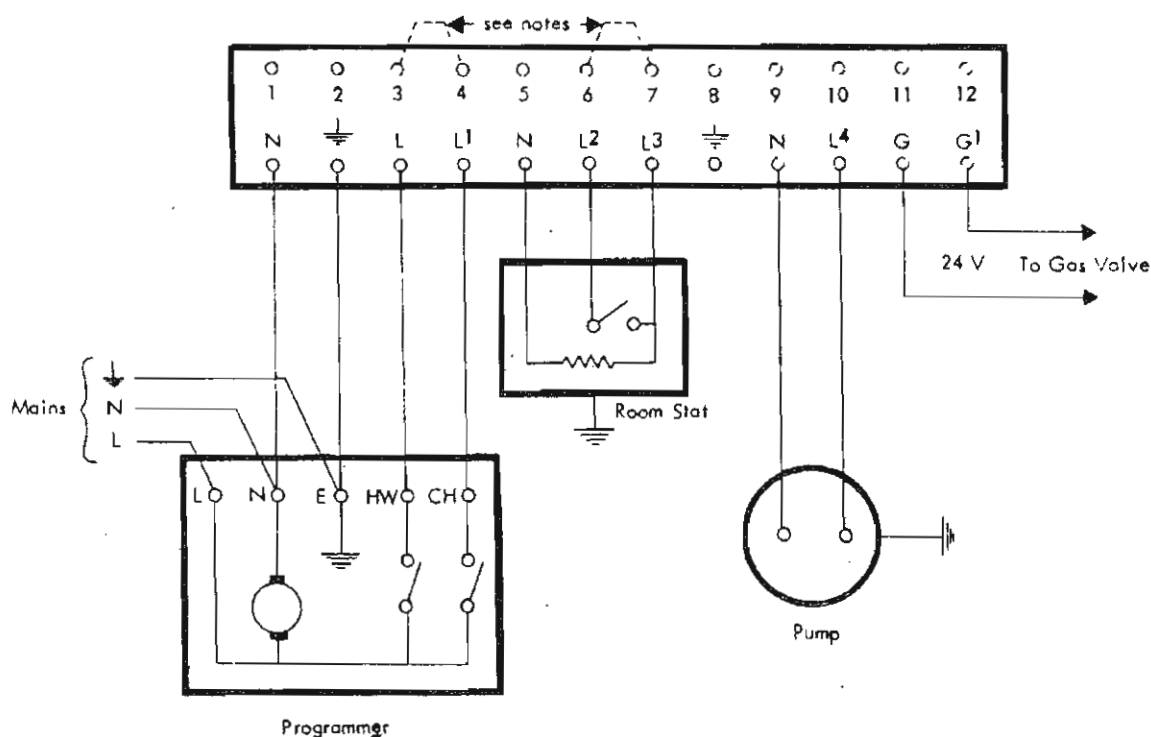 see notes
1 2 3 4 5 6 7 8 9 10 11 12
N L L1 N L2 L3 N L4 G G1
24 V To Gas Valve
Room Stat
Mains
N
L
L N E HW CH
Pump
Programmer